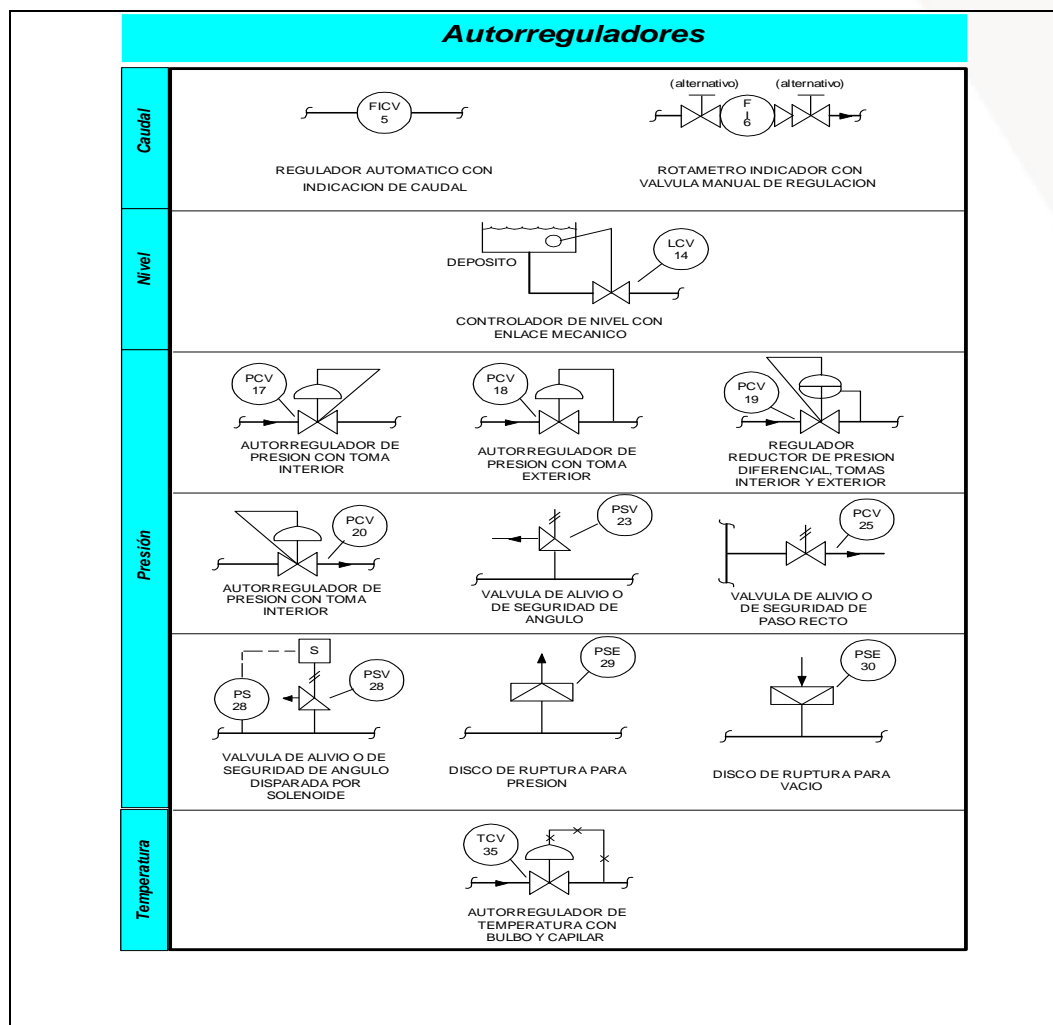 Autorreguladores
Caudal
FICV
5
REGULADOR AUTOMATICO CON
INDICACION DE CAUDAL
(alternativo)
(alternativo)
F
I
6
ROTAMETRO INDICADOR CON
VALVULA MANUAL DE REGULACION
Nivel
DEPOSITO
LCV
14
CONTROLADOR DE NIVEL CON
ENLACE MECANICO
Presión
PCV
17
AUTORREGULADOR DE
PRESION CON TOMA
INTERIOR
PCV
18
AUTORREGULADOR DE
PRESION CON TOMA
EXTERIOR
PCV
19
REGULADOR
REDUCTOR DE PRESION
DIFERENCIAL, TOMAS
INTERIOR Y EXTERIOR
PCV
20
AUTORREGULADOR DE
PRESION CON TOMA
INTERIOR
PSV
23
VALVULA DE ALIVIO O
DE SEGURIDAD DE
ANGULO
PCV
25
VALVULA DE ALIVIO O
DE SEGURIDAD DE
PASO RECTO
S
PS
28
PSV
28
VALVULA DE ALIVIO O DE
SEGURIDAD DE ANGULO
DISPARADA POR
SOLENOIDE
PSE
29
DISCO DE RUPTURA PARA
PRESION
PSE
30
DISCO DE RUPTURA PARA
VACIO
Temperatura
TCV
35
AUTORREGULADOR DE
TEMPERATURA CON
BULBO Y CAPILAR